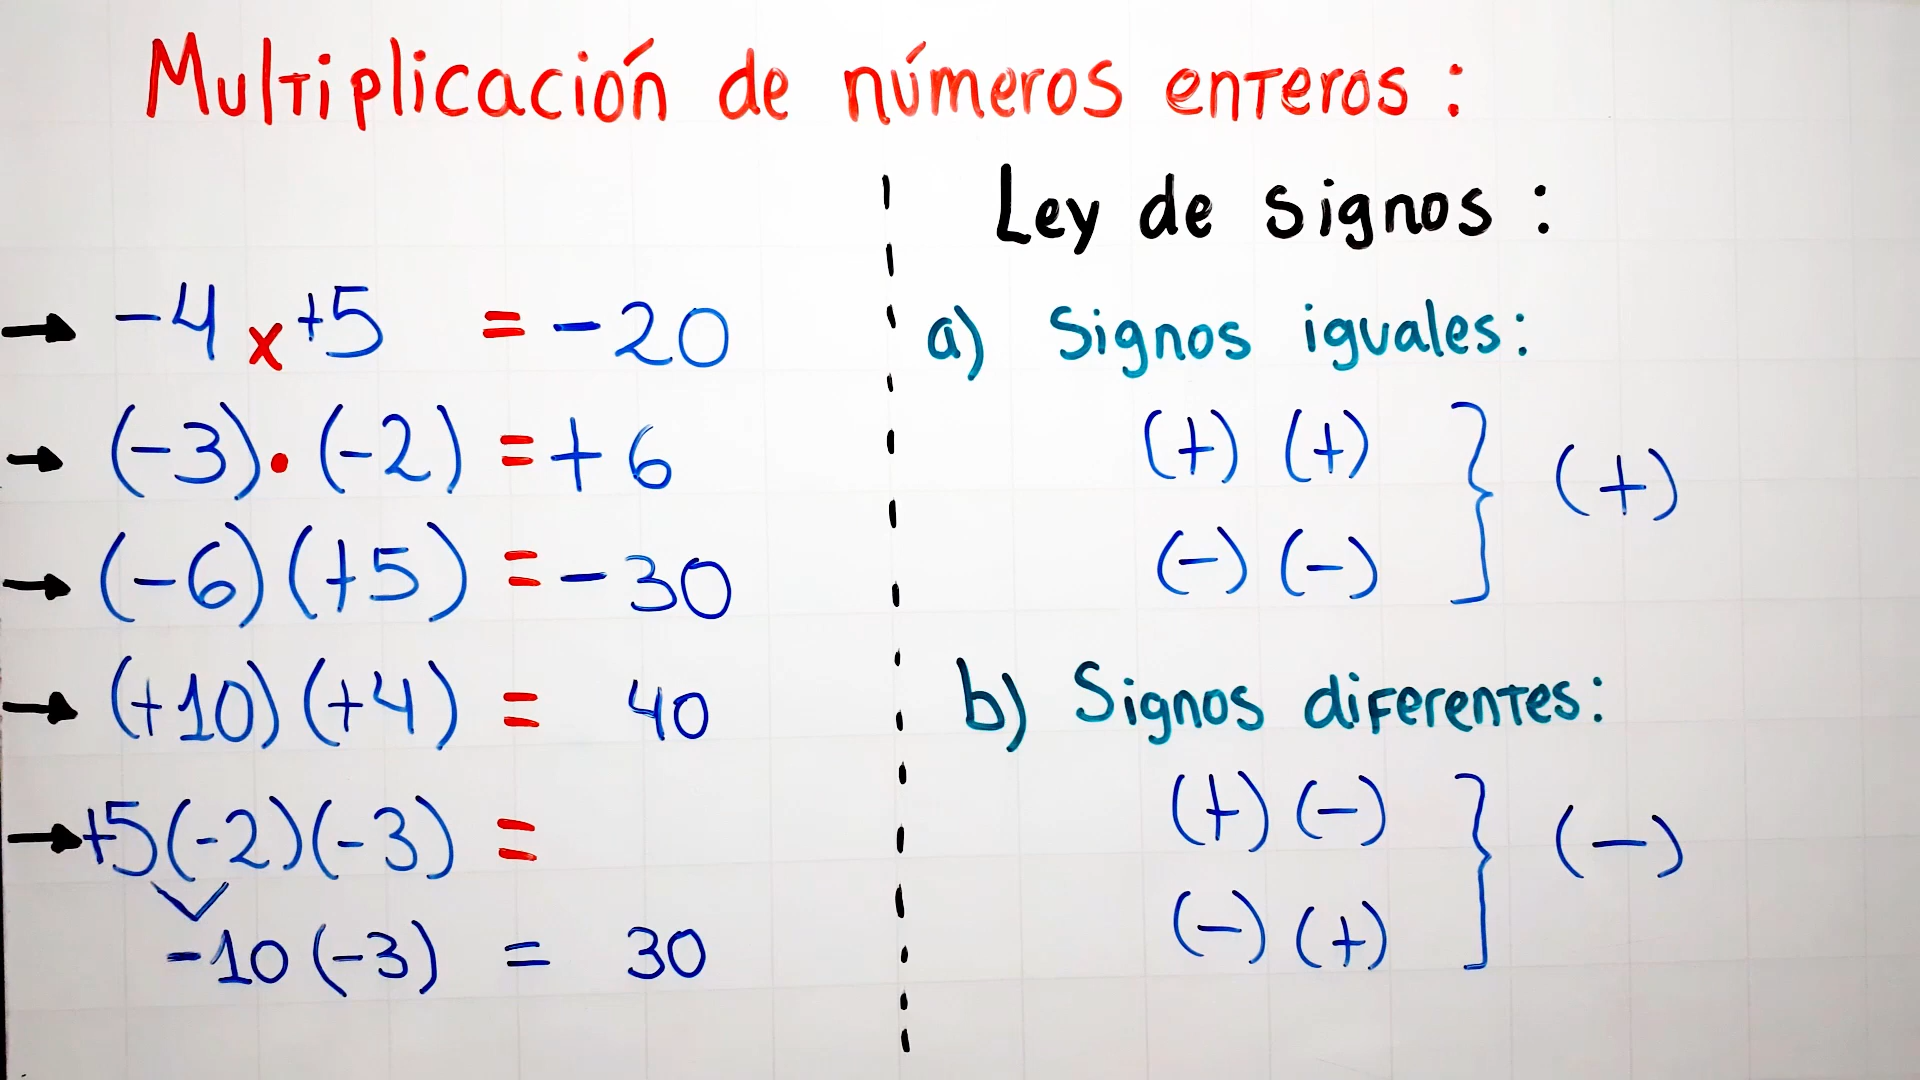 Multiplicación de números enteros :
→ -4 x +5 = -20
→ (-3) • (-2) = +6
→ (-6) (+5) = -30
→ (+10) (+4) = 40
→ +5 (-2) (-3) =
-10 (-3) = 30
Ley de signos :
a) Signos iguales :
(+) (+)
(-) (-)
} (+)
b) Signos diferentes :
(+) (-)
(-) (+)
} (-)